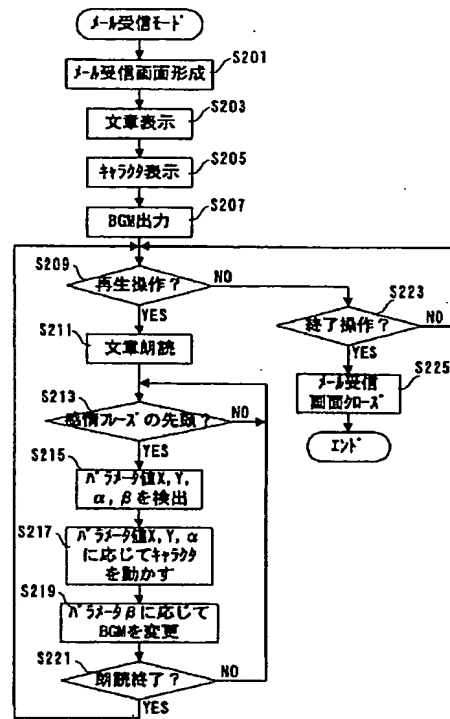 メール受信モード
S201
メール受信画面形成
S203
文章表示
S205
キャラクタ表示
S207
BGM出力
S209
再生操作?
NO
YES
S223
終了操作?
NO
YES
S211
文章朗読
S225
メール受信
画面クローズ
エンド
S213
感情フレーズの先頭?
NO
YES
S215
パラメータ値X, Y,
α, βを検出
S217
パラメータ値X, Y, α
に応じてキャラクタ
を動かす
S219
パラメータβに応じて
BGMを変更
S221
朗読終了?
NO
YES